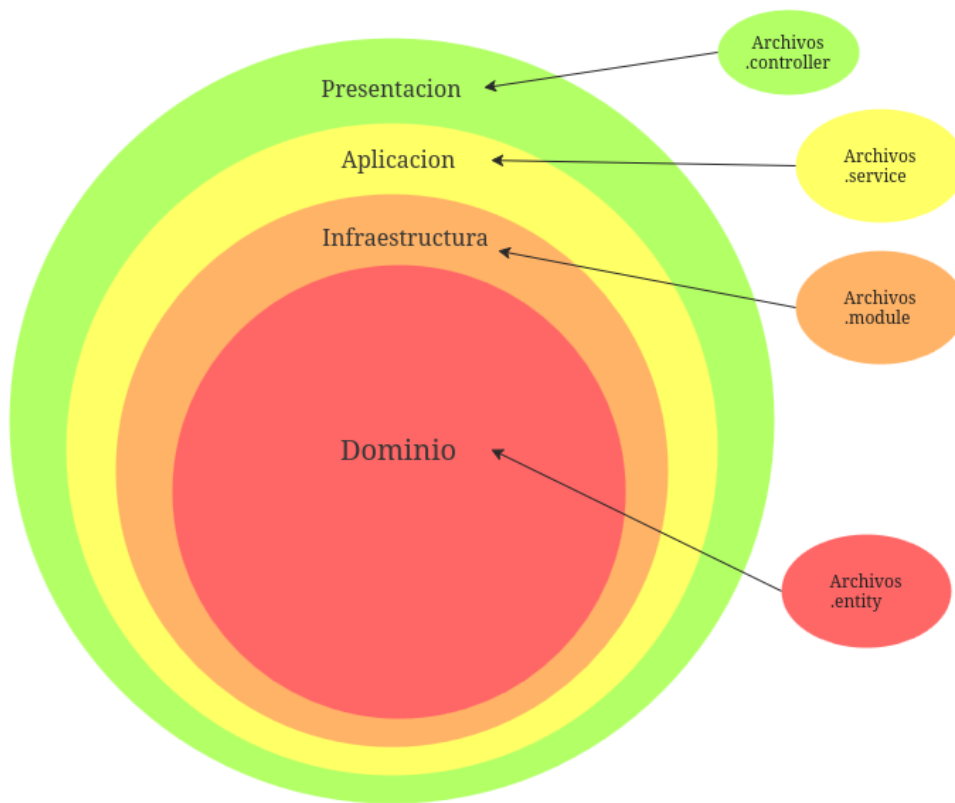 Archivos
.controller
Presentacion
Aplicacion
Archivos
.service
Infraestructura
Archivos
.module
Dominio
Archivos
.entity